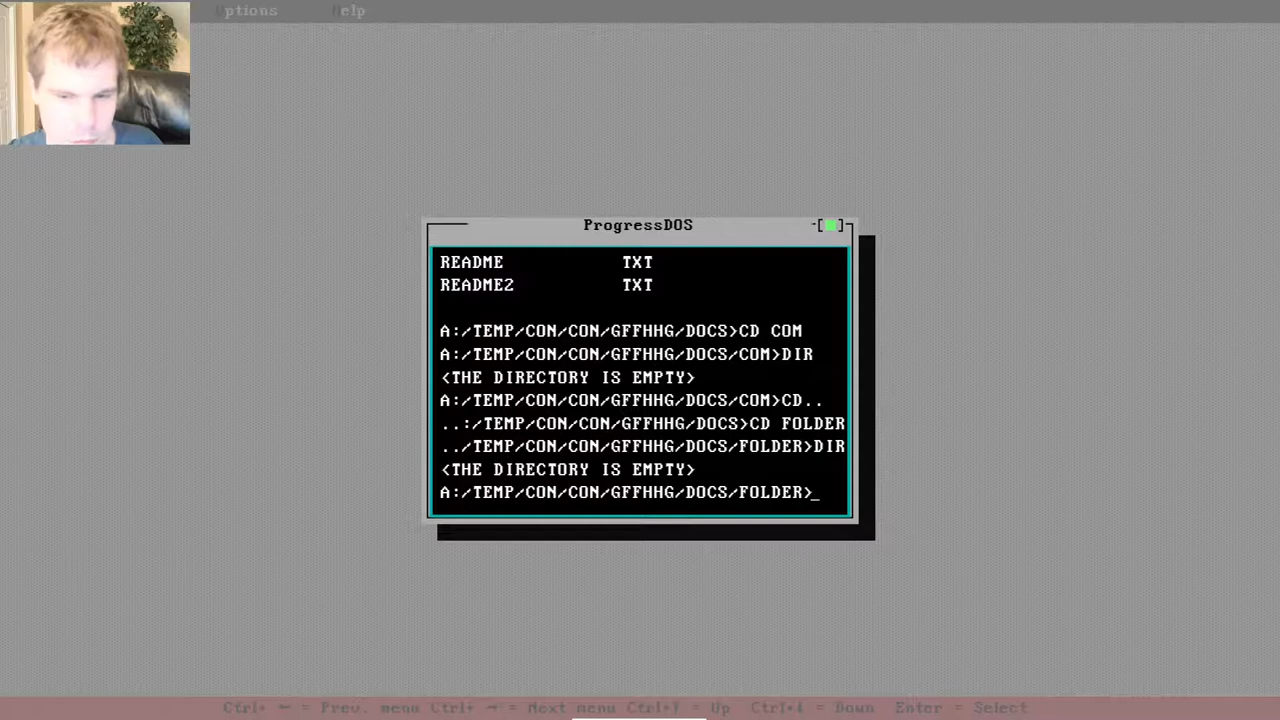 Options Help
ProgressDOS
README TXT
README2 TXT
A:/TEMP/CON/CON/GFFHHG/DOCS>CD COM
A:/TEMP/CON/CON/GFFHHG/DOCS/COM>DIR
<THE DIRECTORY IS EMPTY>
A:/TEMP/CON/CON/GFFHHG/DOCS/COM>CD..
..:/TEMP/CON/CON/GFFHHG/DOCS>CD FOLDER
../TEMP/CON/CON/GFFHHG/DOCS/FOLDER>DIR
<THE DIRECTORY IS EMPTY>
A:/TEMP/CON/CON/GFFHHG/DOCS/FOLDER>_
Ctrl+ ← = Prev. menu Ctrl+ → = Next menu Ctrl+↑ = Up Ctrl+↓ = Down Enter = Select